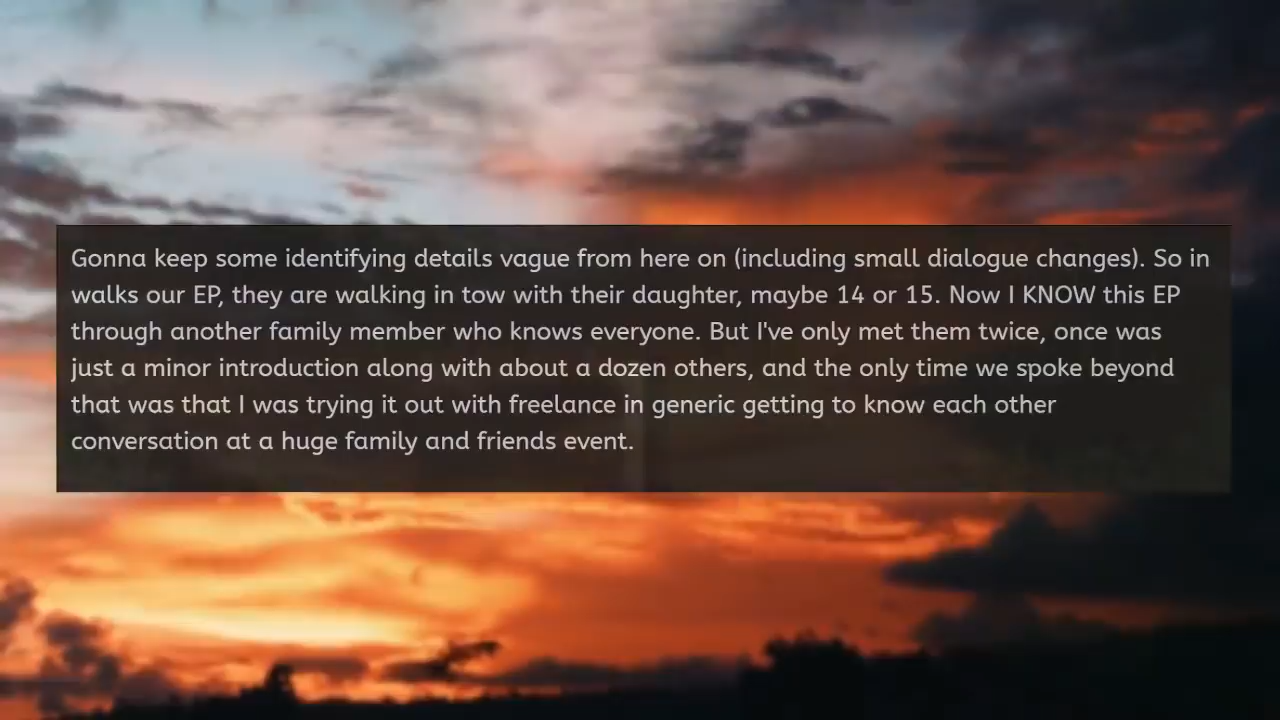 Gonna keep some identifying details vague from here on (including small dialogue changes). So in
walks our EP, they are walking in tow with their daughter, maybe 14 or 15. Now I KNOW this EP
through another family member who knows everyone. But I've only met them twice, once was
just a minor introduction along with about a dozen others, and the only time we spoke beyond
that was that I was trying it out with freelance in generic getting to know each other
conversation at a huge family and friends event.